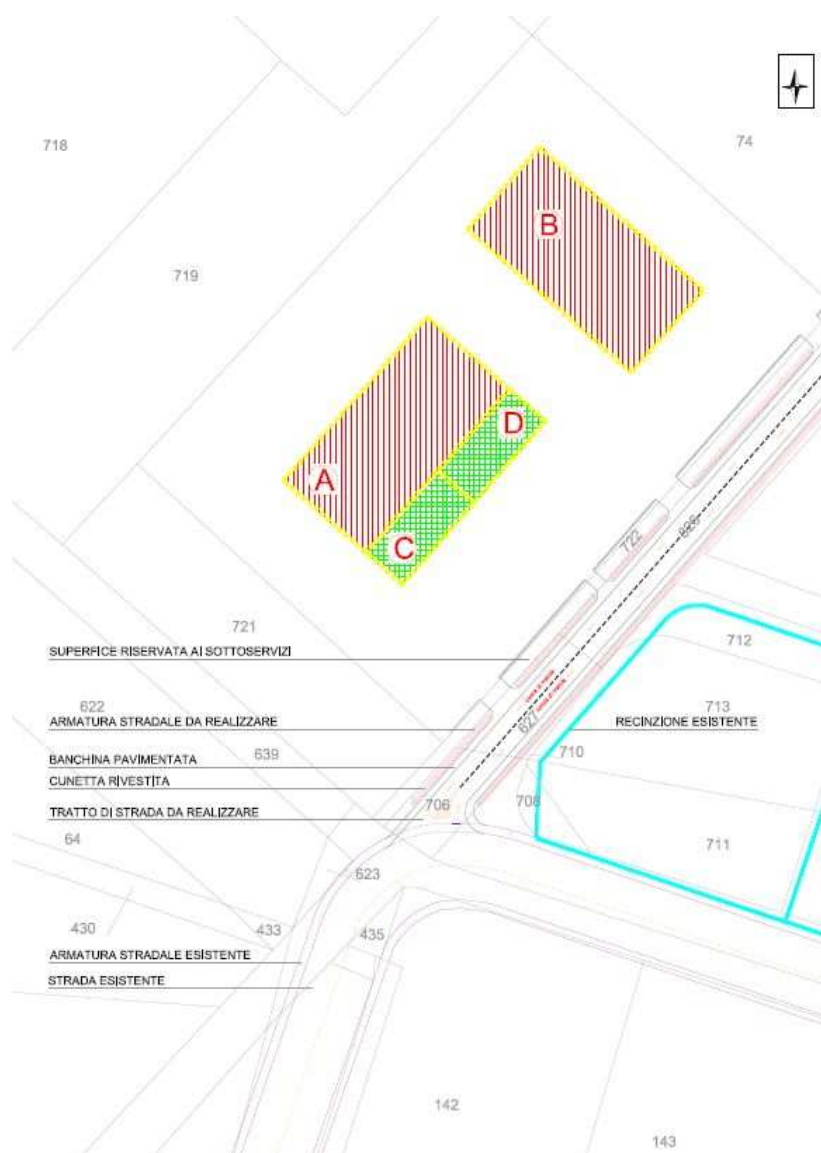 718
74
B
719
D
A
C
722
826
721
SUPERFICE RISERVATA AI SOTTOSERVIZI
712
622
713
ARMATURA STRADALE DA REALIZZARE
627
RECINZIONE ESISTENTE
639
710
BANCHINA PAVIMENTATA
CUNETTA RIVESTITA
706
708
TRATTO DI STRADA DA REALIZZARE
64
711
623
430
433
435
ARMATURA STRADALE ESISTENTE
STRADA ESISTENTE
142
143